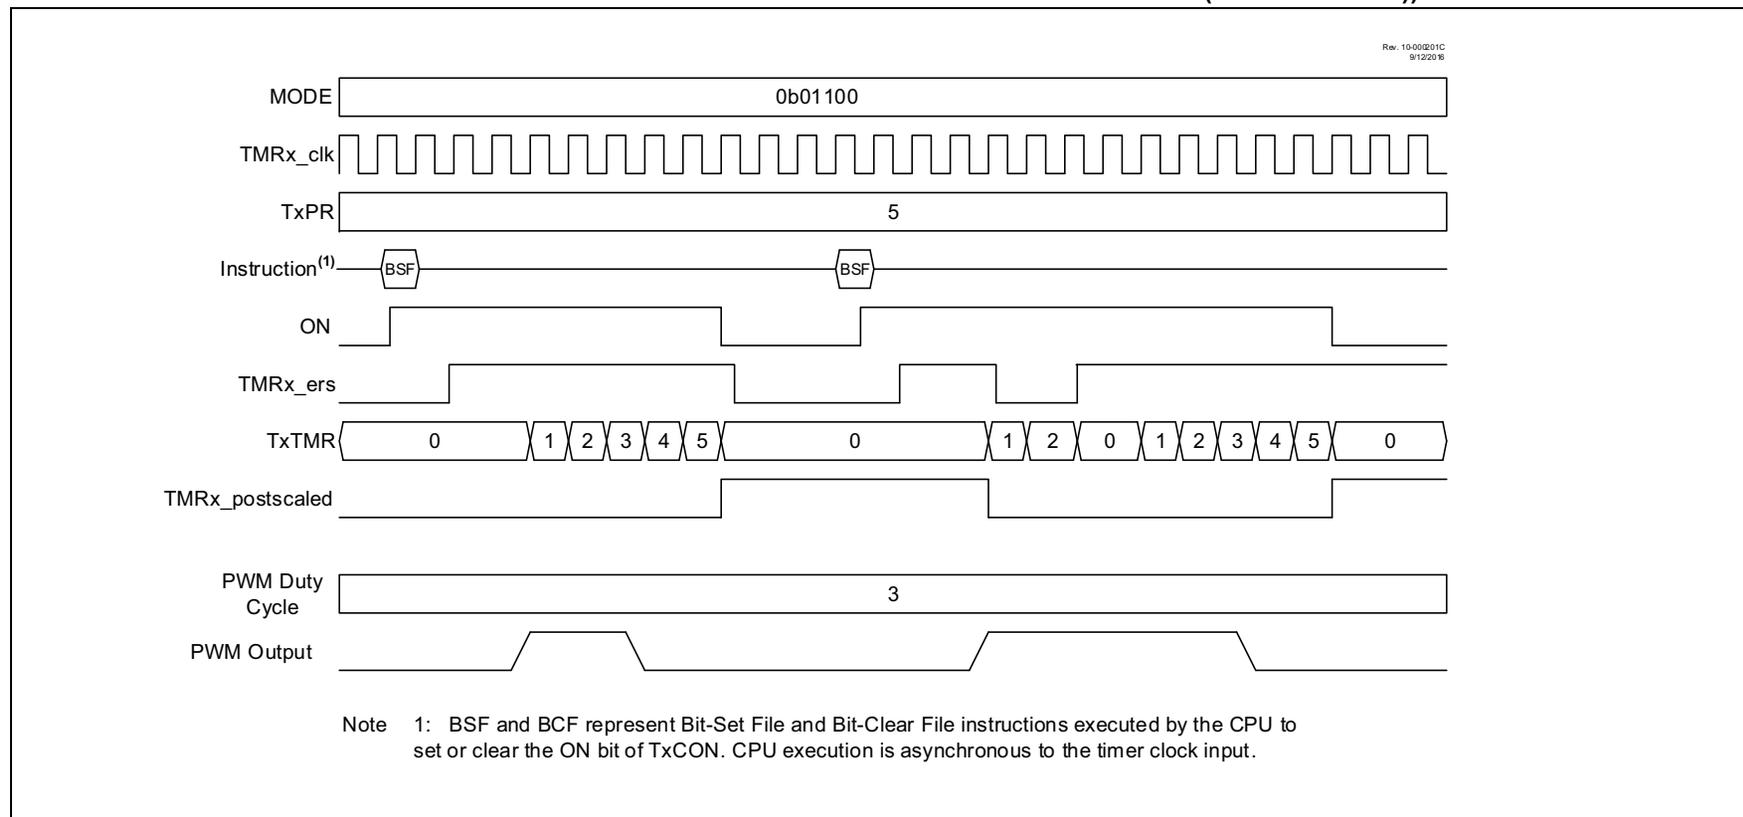 Rev. 10-000201C
9/12/2016
MODE 0b01100
TMRx_clk
TxPR 5
Instruction(1) BSF BSF
ON
TMRx_ers
TxTMR 0 1 2 3 4 5 0 1 2 0 1 2 3 4 5 0
TMRx_postscaled
PWM Duty
Cycle 3
PWM Output
Note 1: BSF and BCF represent Bit-Set File and Bit-Clear File instructions executed by the CPU to
set or clear the ON bit of TxCON. CPU execution is asynchronous to the timer clock input.